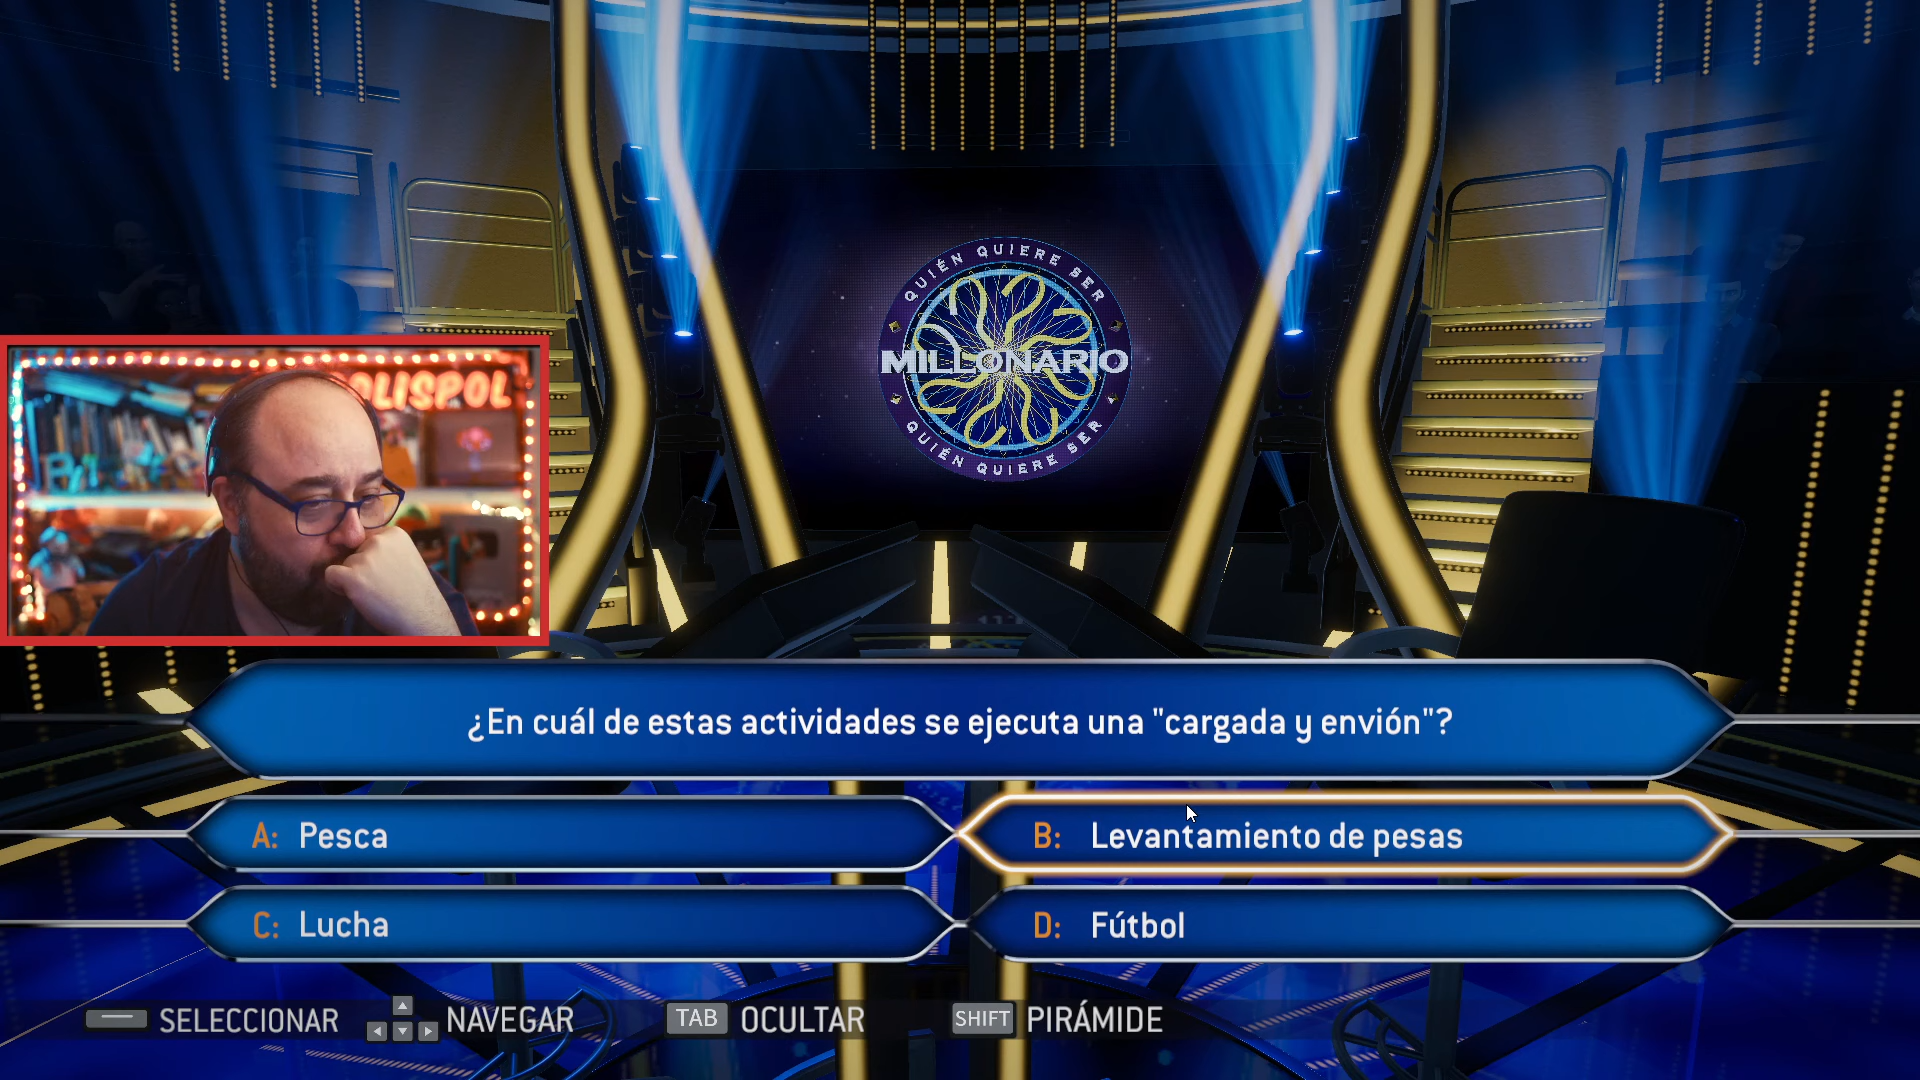 QUIÉN QUIERE SER
MILLONARIO
QUIÉN QUIERE SER
OLISPOL
¿En cuál de estas actividades se ejecuta una "cargada y envión"?
A: Pesca
B: Levantamiento de pesas
C: Lucha
D: Fútbol
SELECCIONAR NAVEGAR TAB OCULTAR SHIFT PIRÁMIDE